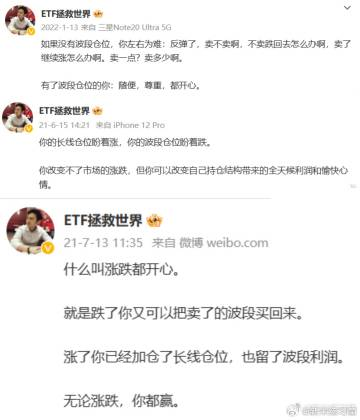 ETF拯救世界
2022-1-13 来自 三星Note20 Ultra 5G
如果没有波段仓位，你左右为难：反弹了，卖不卖啊，不卖跌回去怎么办啊，卖了
继续涨怎么办啊。卖一点？卖多少啊。
有了波段仓位的你：随便，尊重，都开心。
ETF拯救世界
21-6-15 14:21 来自 iPhone 12 Pro
你的长线仓位盼着涨，你的波段仓位盼着跌。
你改变不了市场的涨跌，但你可以改变自己持仓结构带来的全天候利润和愉快心
情。
ETF拯救世界
21-7-13 11:35 来自 微博 weibo.com
什么叫涨跌都开心。
就是跌了你又可以把卖了的波段买回来。
涨了你已经加仓了长线仓位，也留了波段利润。
无论涨跌，你都赢。